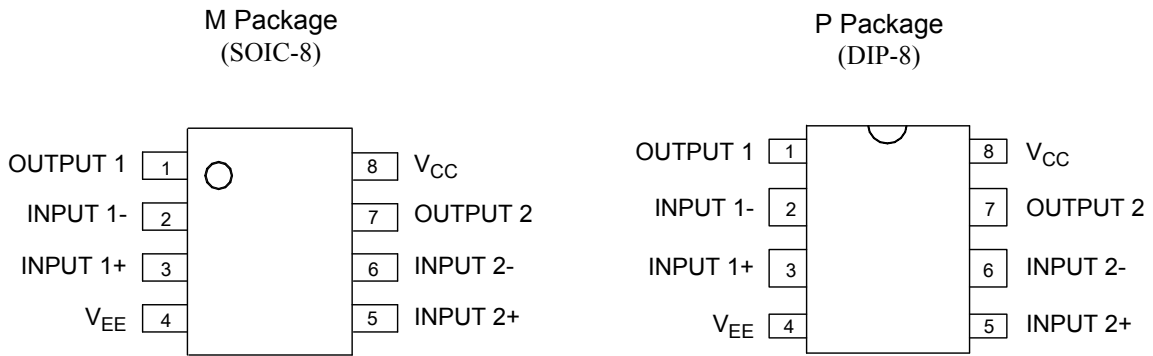 M Package
(SOIC-8)
OUTPUT 1 1 8 VCC
INPUT 1- 2 7 OUTPUT 2
INPUT 1+ 3 6 INPUT 2-
VEE 4 5 INPUT 2+
P Package
(DIP-8)
OUTPUT 1 1 8 VCC
INPUT 1- 2 7 OUTPUT 2
INPUT 1+ 3 6 INPUT 2-
VEE 4 5 INPUT 2+